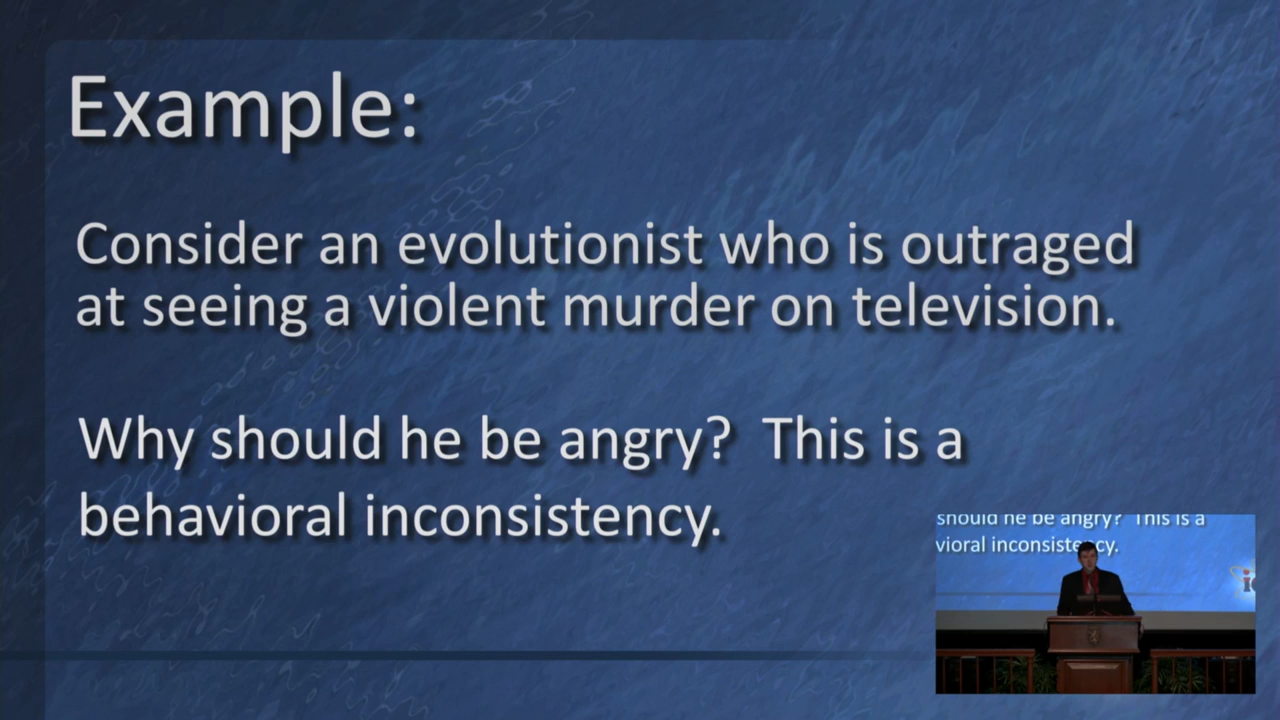 Example:
Consider an evolutionist who is outraged
at seeing a violent murder on television.
Why should he be angry?  This is a
behavioral inconsistency.
should he be angry?  This is a
vioral inconsistency.